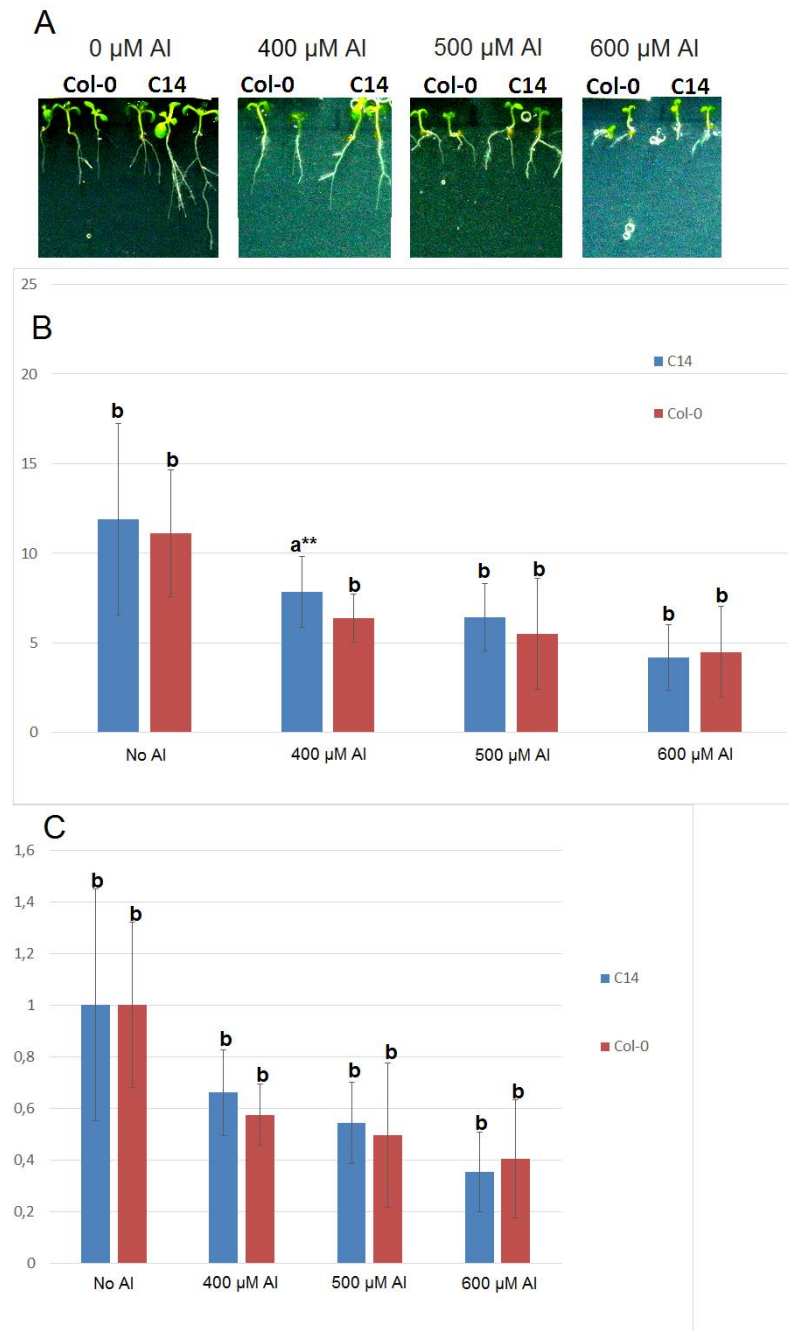 A
0 µM Al 400 µM Al 500 µM Al 600 µM Al
Col-0 C14 Col-0 C14 Col-0 C14 Col-0 C14
25
B
20
C14
b
Col-0
b
15
a**
10
b
b
b
b
b
5
0
No Al 400 µM Al 500 µM Al 600 µM Al
C
1,6
b
b
1,4
1,2
C14
1
b
b
b
b
Col-0
0,8
b
b
0,6
0,4
0,2
0
No Al 400 µM Al 500 µM Al 600 µM Al